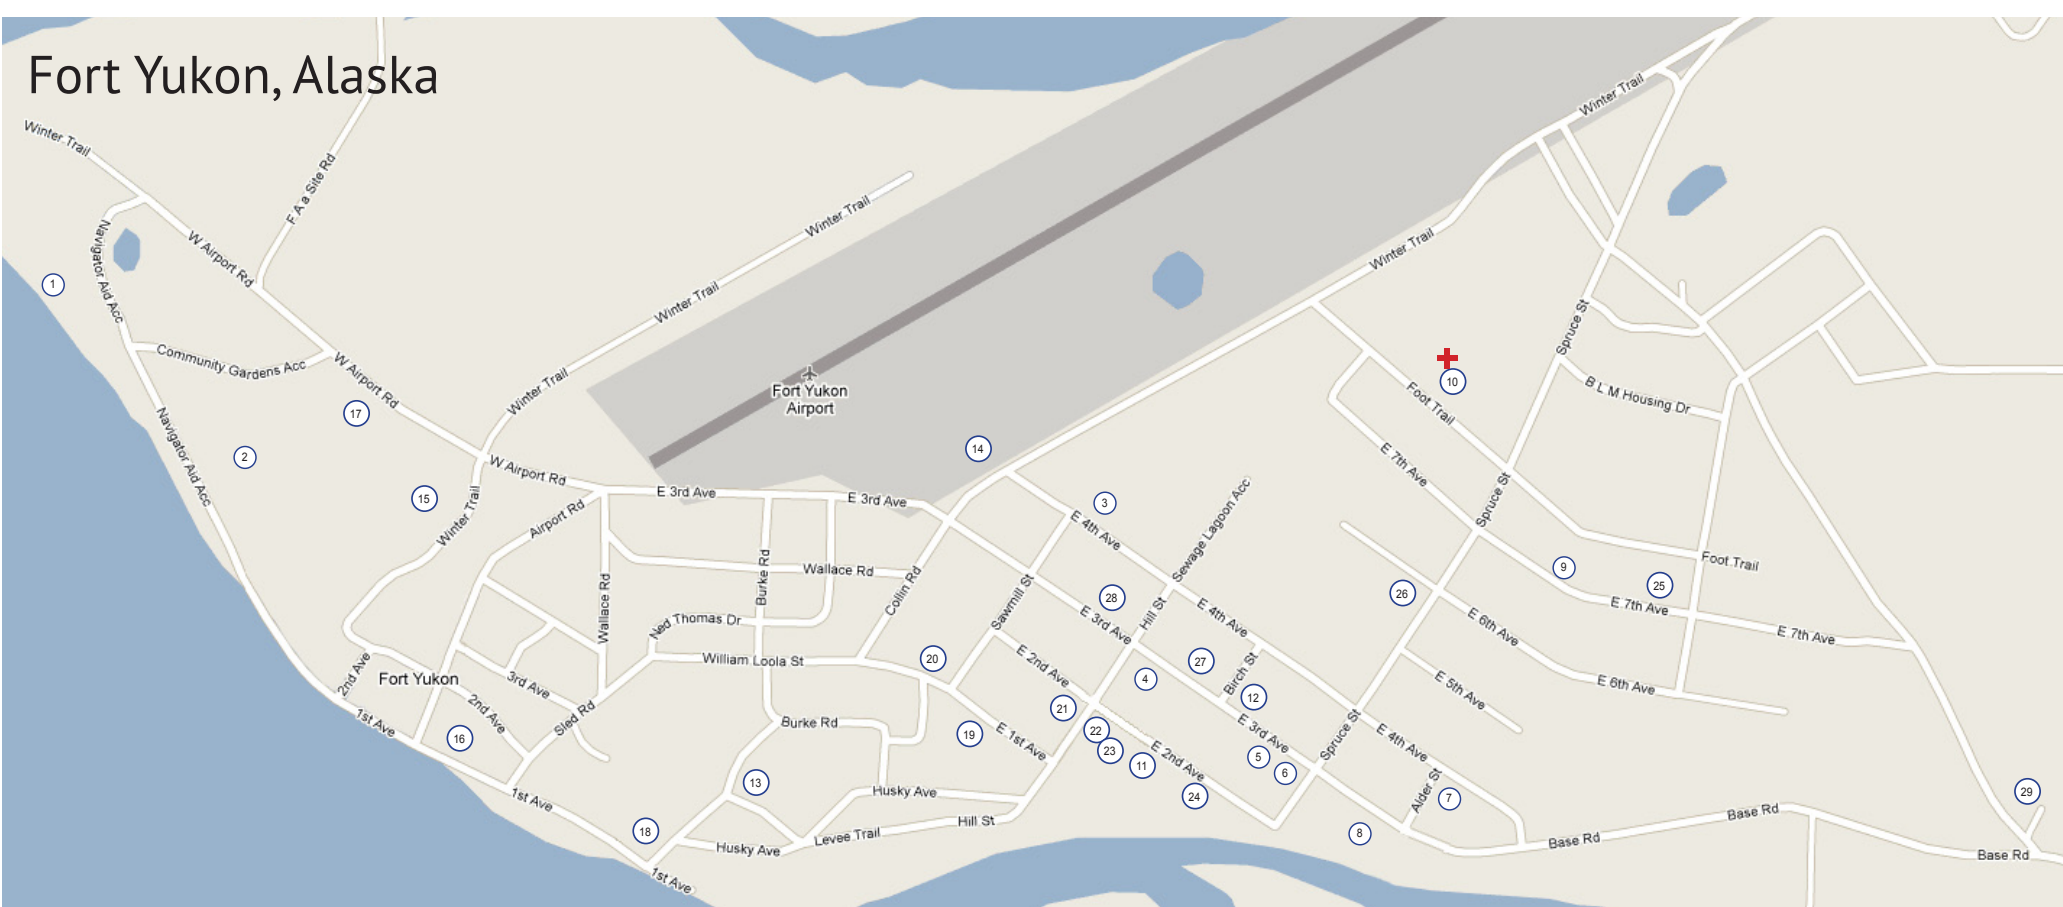 Fort Yukon, Alaska
Winter Trail
F A a Site Rd
Winter Trail
Navigator Aid Acc
W Airport Rd
Winter Trail
Winter Trail
1
Winter Trail
Spruce St
Community Gardens Acc
W Airport Rd
Winter Trail
Fort Yukon
Airport
10
Foot Trail
B L M Housing Dr
17
Navigator Aid Acc
2
14
E 7th Ave
W Airport Rd
15
Winter Trail
Airport Rd
E 3rd Ave
E 3rd Ave
3
E 4th Ave
Sewage Lagoon Acc
Spruce St
Foot Trail
Wallace Rd
Burke Rd
Wallace Rd
Collin Rd
Sawmill St
28
E 3rd Ave
Hill St
E 4th Ave
26
9
25
E 7th Ave
E 7th Ave
E 6th Ave
Ned Thomas Dr
William Loola St
20
E 2nd Ave
27
Birch St
12
4
E 5th Ave
E 6th Ave
2nd Ave
Fort Yukon
3rd Ave
2nd Ave
1st Ave
16
Sled Rd
Burke Rd
19
E 1st Ave
21
22
23
11
E 2nd Ave
24
E 3rd Ave
5
6
Spruce St
E 4th Ave
Alder St
7
8
13
Husky Ave
1st Ave
18
Husky Ave
Levee Trail
Hill St
1st Ave
Base Rd
Base Rd
29
Base Rd